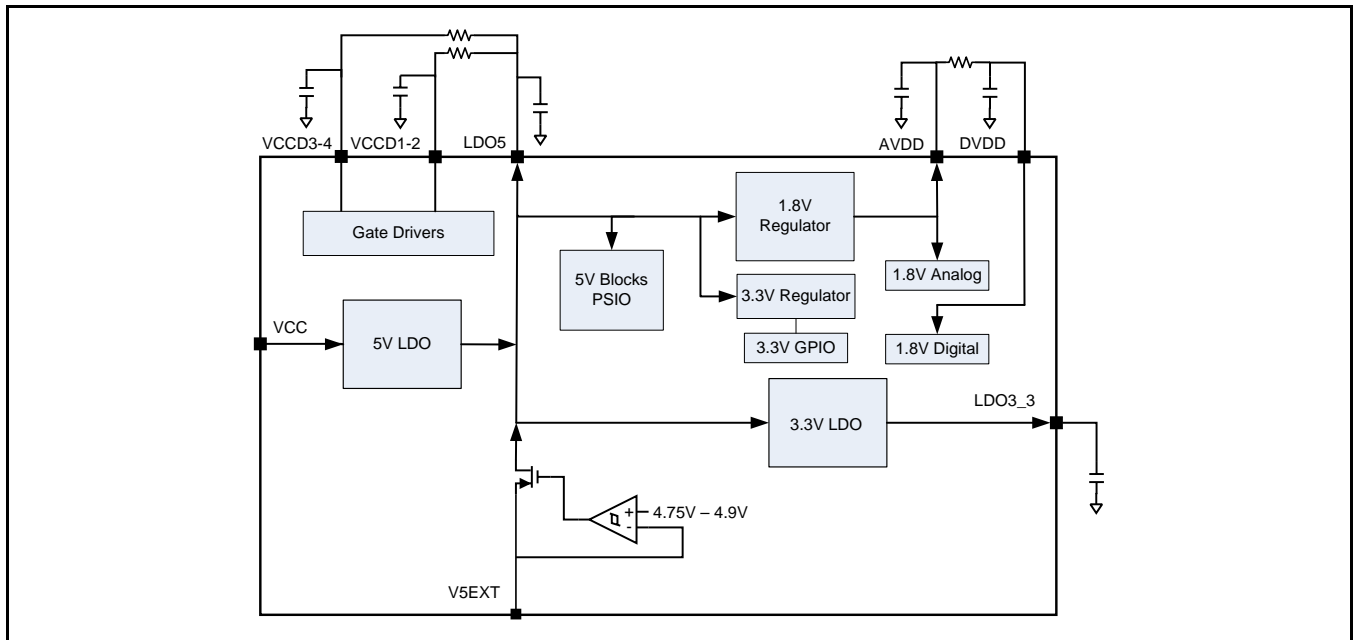 VCCD3-4
VCCD1-2
LDO5
AVDD
DVDD
Gate Drivers
1.8V
Regulator
5V Blocks
PSIO
1.8V Analog
3.3V Regulator
VCC
5V LDO
3.3V GPIO
1.8V Digital
LDO3_3
3.3V LDO
+
4.75V – 4.9V
-
V5EXT